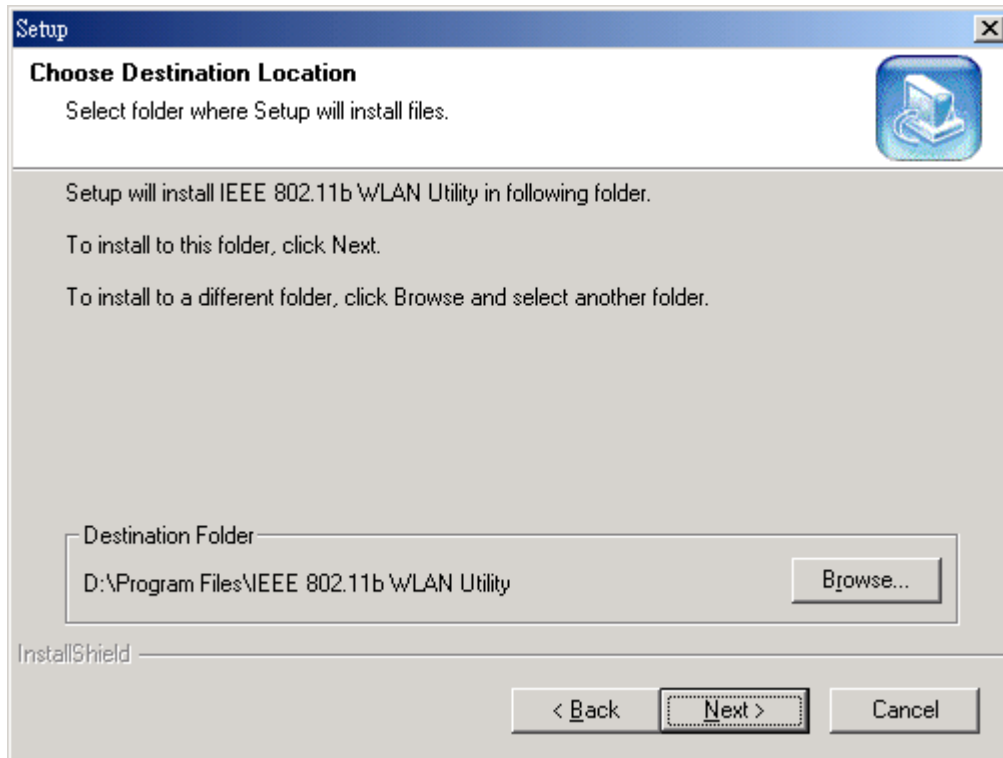 Setup
Choose Destination Location
Select folder where Setup will install files.
Setup will install IEEE 802.11b WLAN Utility in following folder.
To install to this folder, click Next.
To install to a different folder, click Browse and select another folder.
Destination Folder
D:\Program Files\IEEE 802.11b WLAN Utility
Browse...
InstallShield
< Back
Next >
Cancel